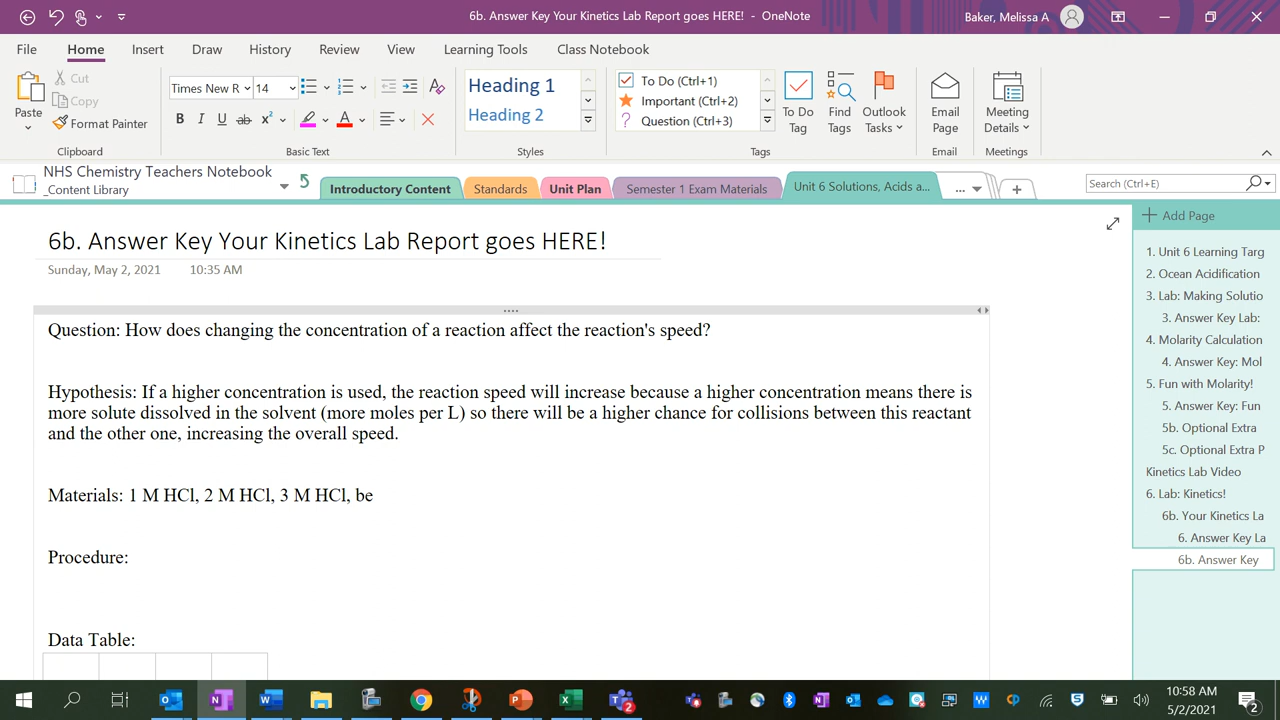 6b. Answer Key Your Kinetics Lab Report goes HERE! - OneNote
Baker, Melissa A
File Home Insert Draw History Review View Learning Tools Class Notebook
Paste
Cut
Copy
Format Painter
Clipboard
Times New R 14
B I U ab x² A
Basic Text
Heading 1
Heading 2
Styles
To Do (Ctrl+1)
Important (Ctrl+2)
? Question (Ctrl+3)
To Do
Tag
Find
Tags
Outlook
Tasks
Tags
Email
Page
Email
Meeting
Details
Meetings
NHS Chemistry Teachers Notebook
_Content Library
Introductory Content Standards Unit Plan Semester 1 Exam Materials Unit 6 Solutions, Acids a... ... +
Search (Ctrl+E)
6b. Answer Key Your Kinetics Lab Report goes HERE!
Sunday, May 2, 2021 10:35 AM
Question: How does changing the concentration of a reaction affect the reaction's speed?
Hypothesis: If a higher concentration is used, the reaction speed will increase because a higher concentration means there is
more solute dissolved in the solvent (more moles per L) so there will be a higher chance for collisions between this reactant
and the other one, increasing the overall speed.
Materials: 1 M HCl, 2 M HCl, 3 M HCl, be
Procedure:
Data Table:
Add Page
1. Unit 6 Learning Targ
2. Ocean Acidification
3. Lab: Making Solutio
3. Answer Key Lab:
4. Molarity Calculation
4. Answer Key: Mol
5. Fun with Molarity!
5. Answer Key: Fun
5b. Optional Extra
5c. Optional Extra P
Kinetics Lab Video
6. Lab: Kinetics!
6b. Your Kinetics La
6. Answer Key La
6b. Answer Key
10:58 AM
5/2/2021
2
2